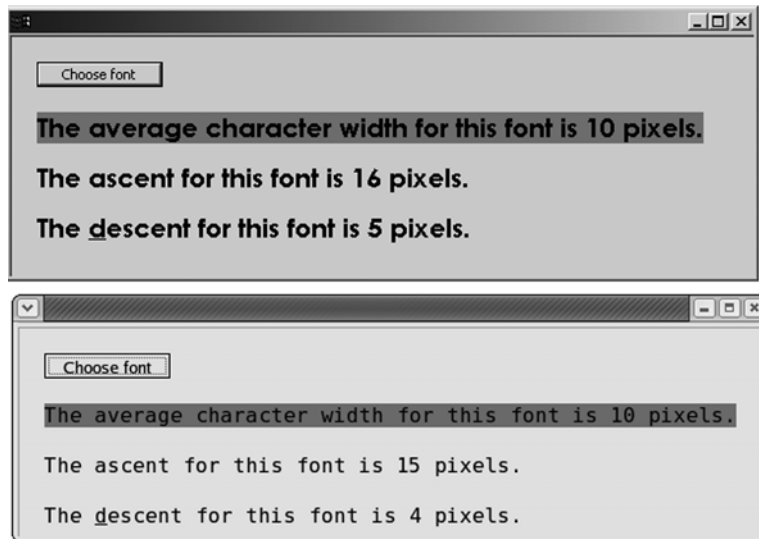 Choose font
The average character width for this font is 10 pixels.
The ascent for this font is 16 pixels.
The descent for this font is 5 pixels.
Choose font
The average character width for this font is 10 pixels.
The ascent for this font is 15 pixels.
The descent for this font is 4 pixels.